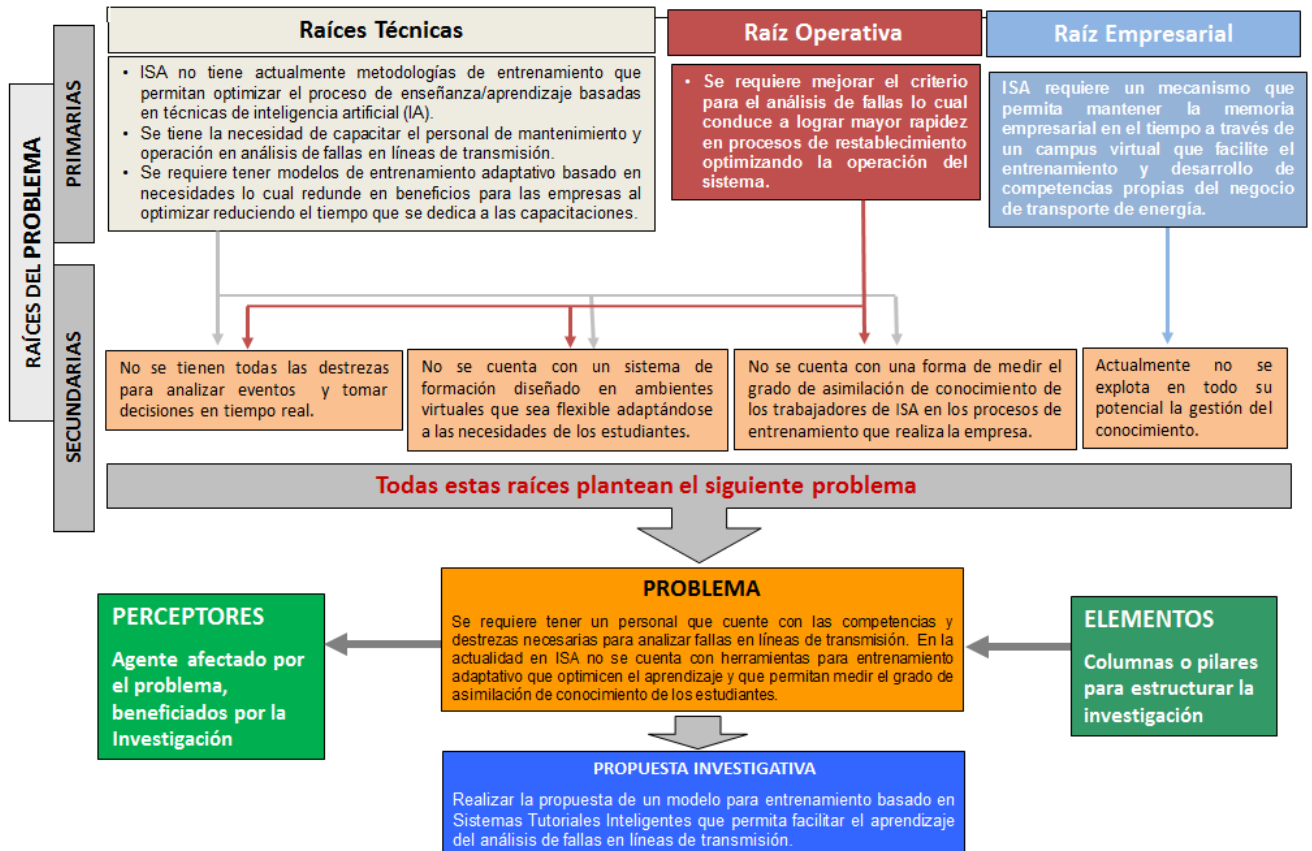 RAÍCES DEL PROBLEMA
PRIMARIAS
Raíces Técnicas
• ISA no tiene actualmente metodologías de entrenamiento que
permitan optimizar el proceso de enseñanza/aprendizaje basadas
en técnicas de inteligencia artificial (IA).
• Se tiene la necesidad de capacitar el personal de mantenimiento y
operación en análisis de fallas en líneas de transmisión.
• Se requiere tener modelos de entrenamiento adaptativo basado en
necesidades lo cual redunde en beneficios para las empresas al
optimizar reduciendo el tiempo que se dedica a las capacitaciones.
Raíz Operativa
• Se requiere mejorar el criterio
para el análisis de fallas lo cual
conduce a lograr mayor rapidez
en procesos de restablecimiento
optimizando la operación del
sistema.
Raíz Empresarial
ISA requiere un mecanismo que
permita mantener la memoria
empresarial en el tiempo a través de
un campus virtual que facilite el
entrenamiento y desarrollo de
competencias propias del negocio
de transporte de energía.
SECUNDARIAS
No se tienen todas las destrezas
para analizar eventos y tomar
decisiones en tiempo real.
No se cuenta con un sistema de
formación diseñado en ambientes
virtuales que sea flexible adaptándose
a las necesidades de los estudiantes.
No se cuenta con una forma de medir el
grado de asimilación de conocimiento de
los trabajadores de ISA en los procesos de
entrenamiento que realiza la empresa.
Actualmente no se
explota en todo su
potencial la gestión del
conocimiento.
Todas estas raíces plantean el siguiente problema
PERCEPTORES
Agente afectado por
el problema,
beneficiados por la
Investigación
PROBLEMA
Se requiere tener un personal que cuente con las competencias y
destrezas necesarias para analizar fallas en líneas de transmisión. En la
actualidad en ISA no se cuenta con herramientas para entrenamiento
adaptativo que optimicen el aprendizaje y que permitan medir el grado de
asimilación de conocimiento de los estudiantes.
ELEMENTOS
Columnas o pilares
para estructurar la
investigación
PROPUESTA INVESTIGATIVA
Realizar la propuesta de un modelo para entrenamiento basado en
Sistemas Tutoriales Inteligentes que permita facilitar el aprendizaje
del análisis de fallas en líneas de transmisión.